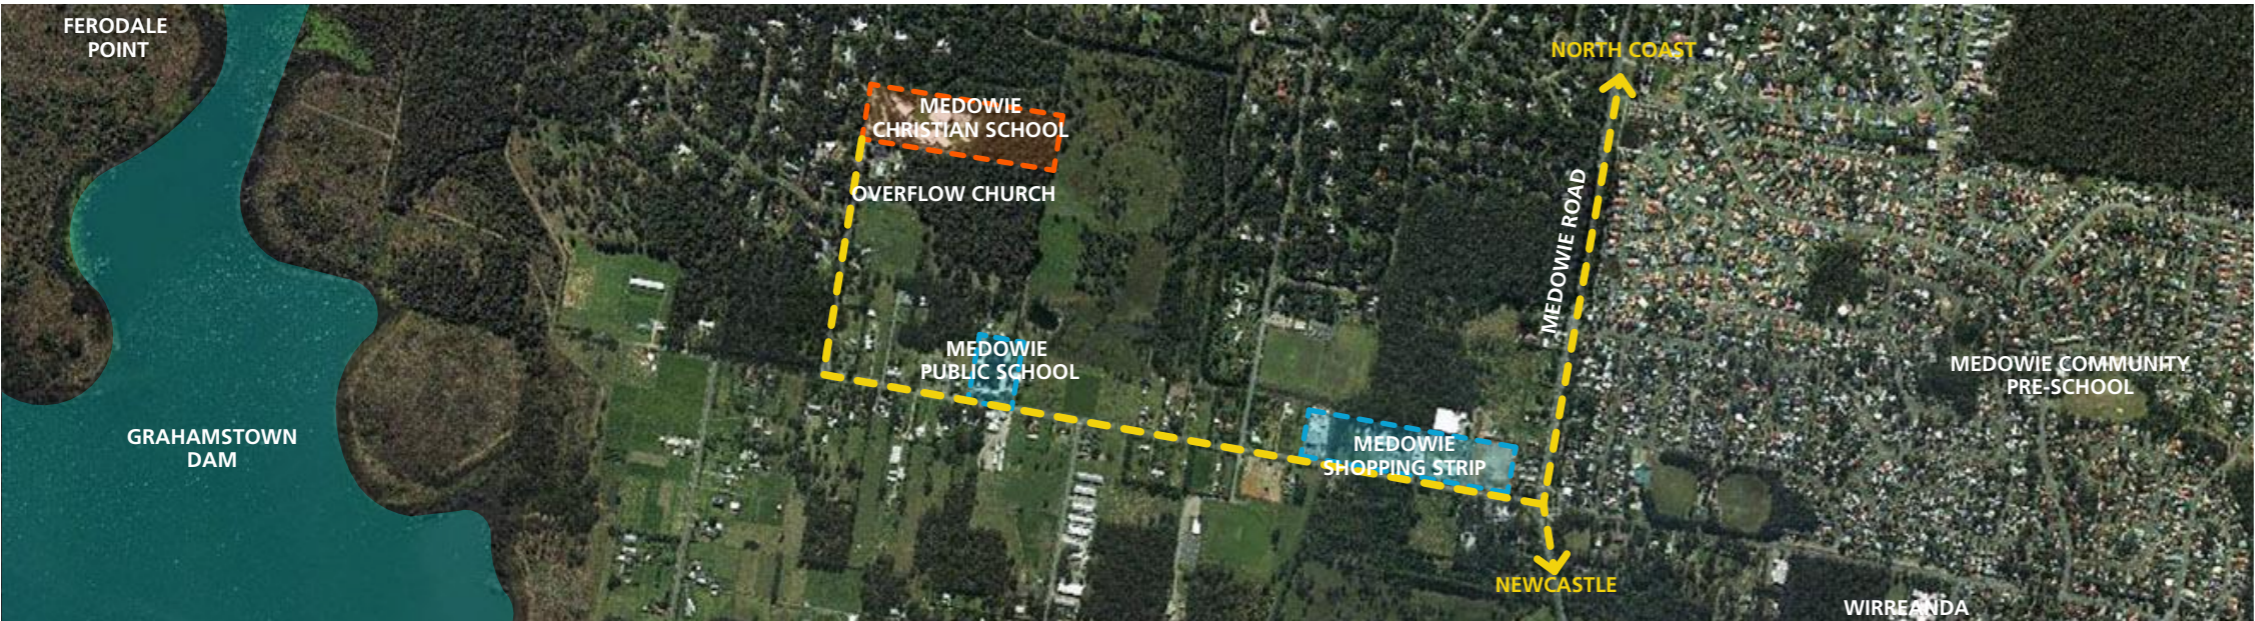 FERODALE
POINT
NORTH COAST
MEDOWIE
CHRISTIAN SCHOOL
OVERFLOW CHURCH
MEDOWIE ROAD
MEDOWIE
PUBLIC SCHOOL
MEDOWIE COMMUNITY
PRE-SCHOOL
GRAHAMSTOWN
DAM
MEDOWIE
SHOPPING STRIP
NEWCASTLE
WIRREANDA